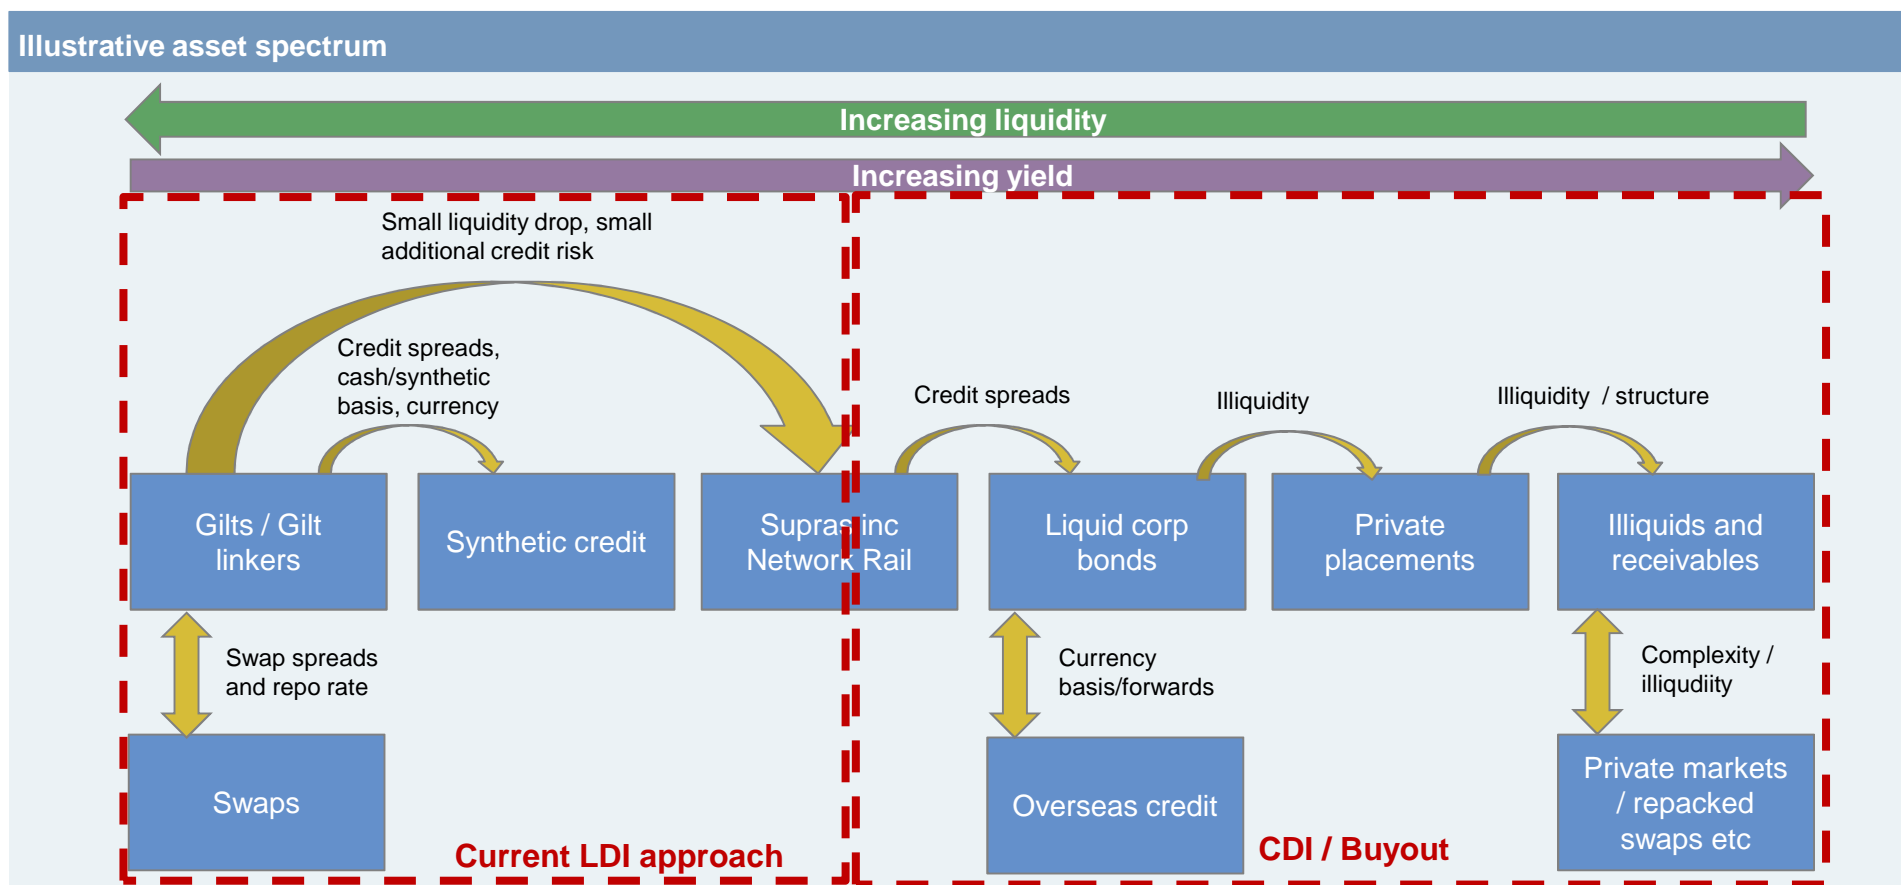 Illustrative asset spectrum
Increasing liquidity
Increasing yield
Small liquidity drop, small
additional credit risk
Credit spreads,
cash/synthetic
basis, currency
Credit spreads
Illiquidity
Illiquidity / structure
Gilts / Gilt
linkers
Synthetic credit
Supras inc
Network Rail
Liquid corp
bonds
Private
placements
Illiquids and
receivables
Swap spreads
and repo rate
Currency
basis/forwards
Complexity /
illiqudiity
Swaps
Overseas credit
Private markets
/ repacked
swaps etc
Current LDI approach
CDI / Buyout